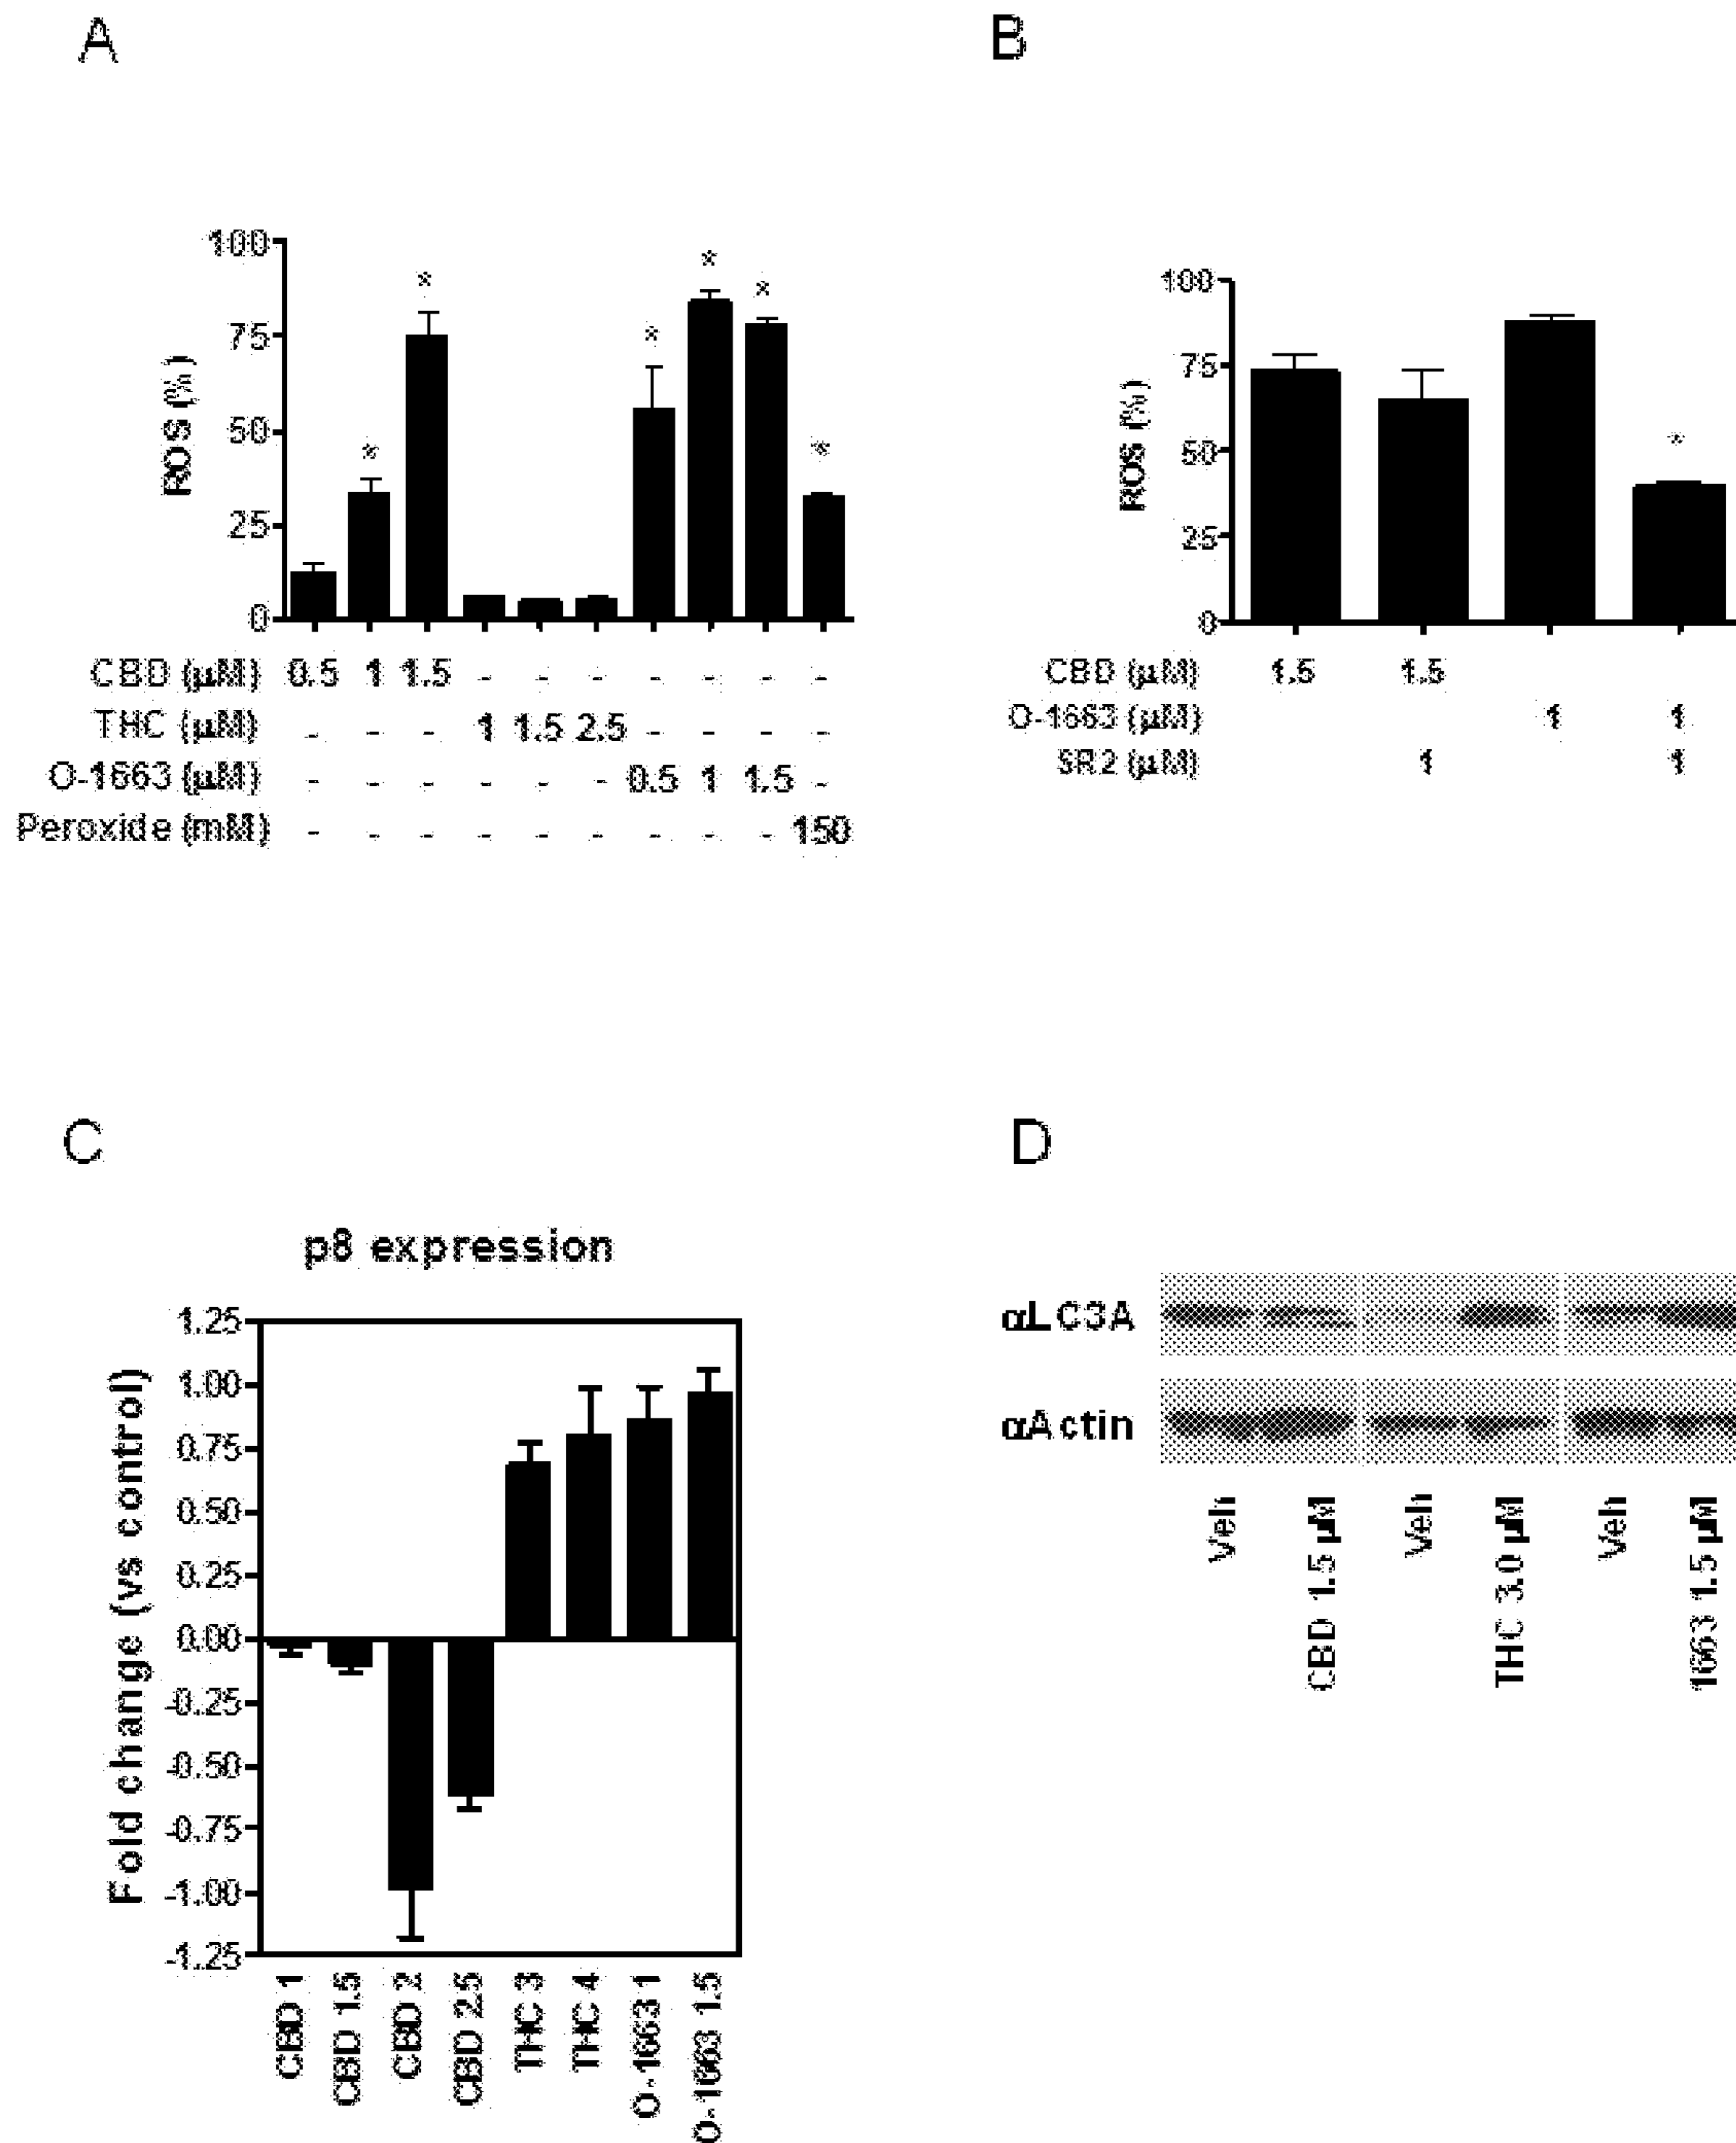 A
ROS (%)
100
75
50
25
0
* * * * * *
CBD (µM) 0.5 1 1.5 - - - - - - -
THC (µM) - - - 1 1.5 2.5 - - - -
O-1663 (µM) - - - - - - 0.5 1 1.5 -
Peroxide (mM) - - - - - - - - - 150
B
ROS (%)
100
75
50
25
0
*
CBD (µM) 1.5 1.5
O-1663 (µM) 1 1
SR2 (µM) 1 1
C
p8 expression
Fold change (vs control)
1.25
1.00
0.75
0.50
0.25
0.00
-0.25
-0.50
-0.75
-1.00
-1.25
CBD 1
CBD 1.5
CBD 2
CBD 2.5
THC 3
THC 4
O-1663 1
O-1663 1.5
D
αLC3A
αActin
Veh
CBD 1.5 µM
Veh
THC 3.0 µM
Veh
1663 1.5 µM